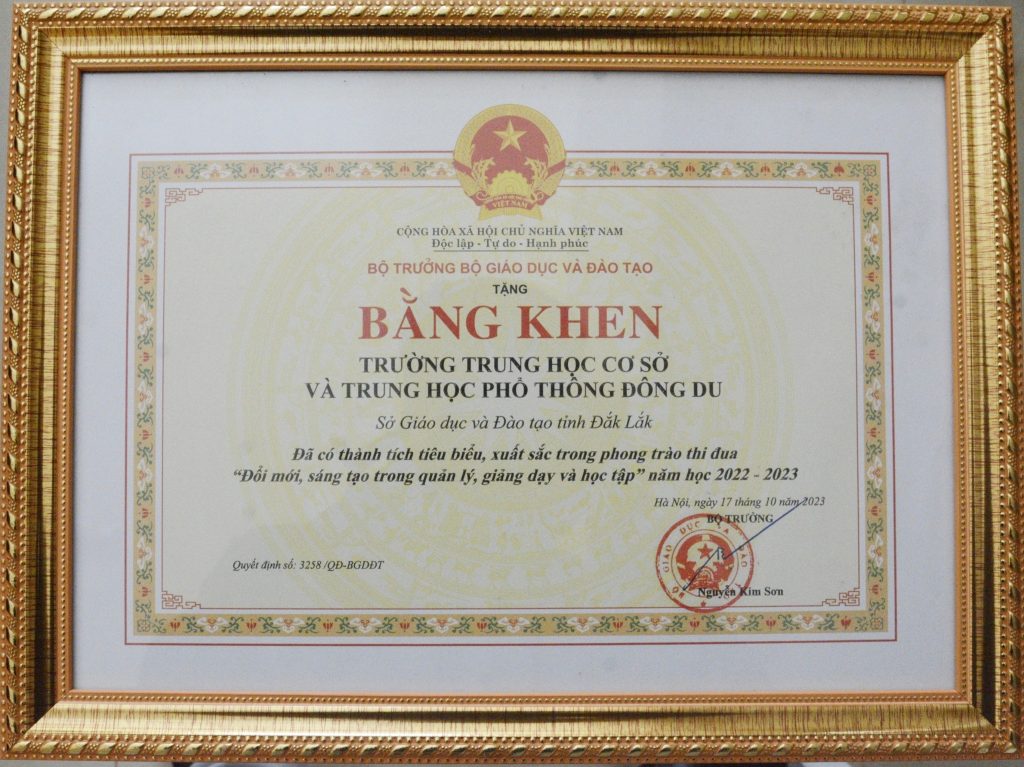 VIỆT NAM
CỘNG HÒA XÃ HỘI CHỦ NGHĨA VIỆT NAM
Độc lập - Tự do - Hạnh phúc
BỘ TRƯỞNG BỘ GIÁO DỤC VÀ ĐÀO TẠO
TẶNG
BẰNG KHEN
TRƯỜNG TRUNG HỌC CƠ SỞ
VÀ TRUNG HỌC PHỔ THÔNG ĐÔNG DU
Sở Giáo dục và Đào tạo tỉnh Đắk Lắk
Đã có thành tích tiêu biểu, xuất sắc trong phong trào thi đua
“Đổi mới, sáng tạo trong quản lý, giảng dạy và học tập” năm học 2022 - 2023
Hà Nội, ngày 17 tháng 10 năm 2023
BỘ TRƯỞNG
Quyết định số: 3258 /QĐ-BGDĐT
Nguyễn Kim Sơn